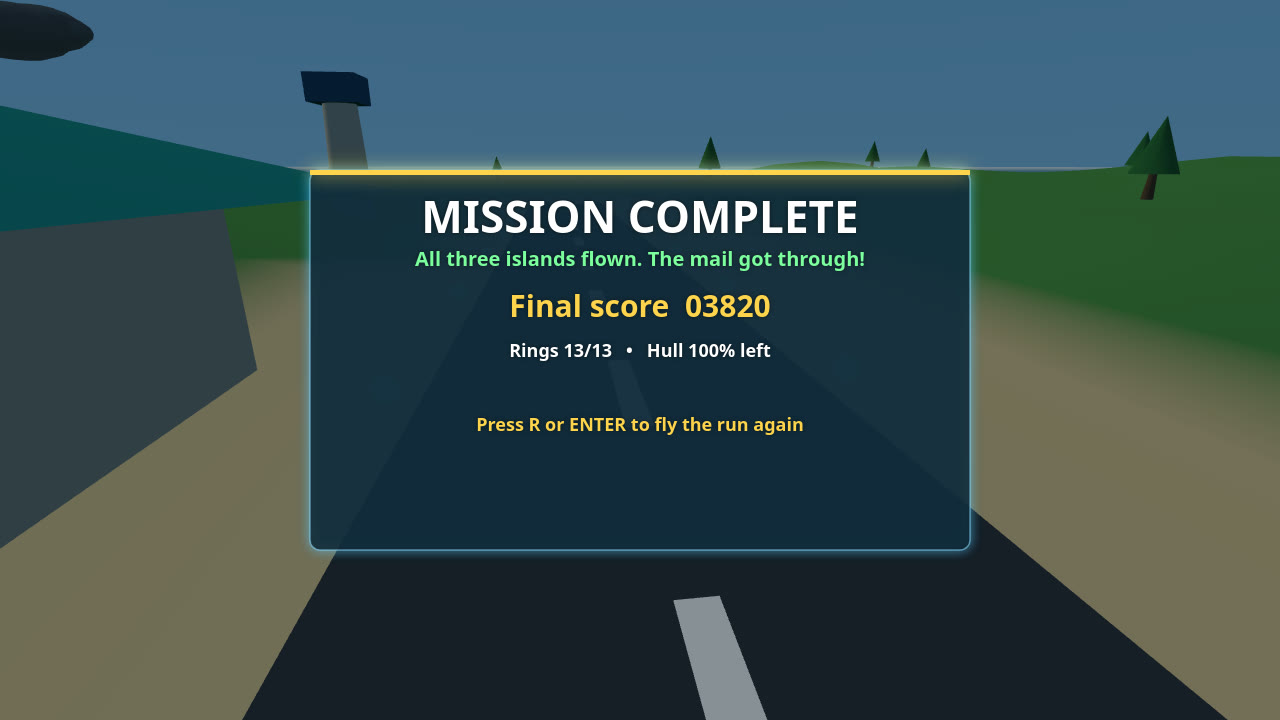 MISSION COMPLETE
All three islands flown. The mail got through!
Final score 03820
Rings 13/13 • Hull 100% left
Press R or ENTER to fly the run again